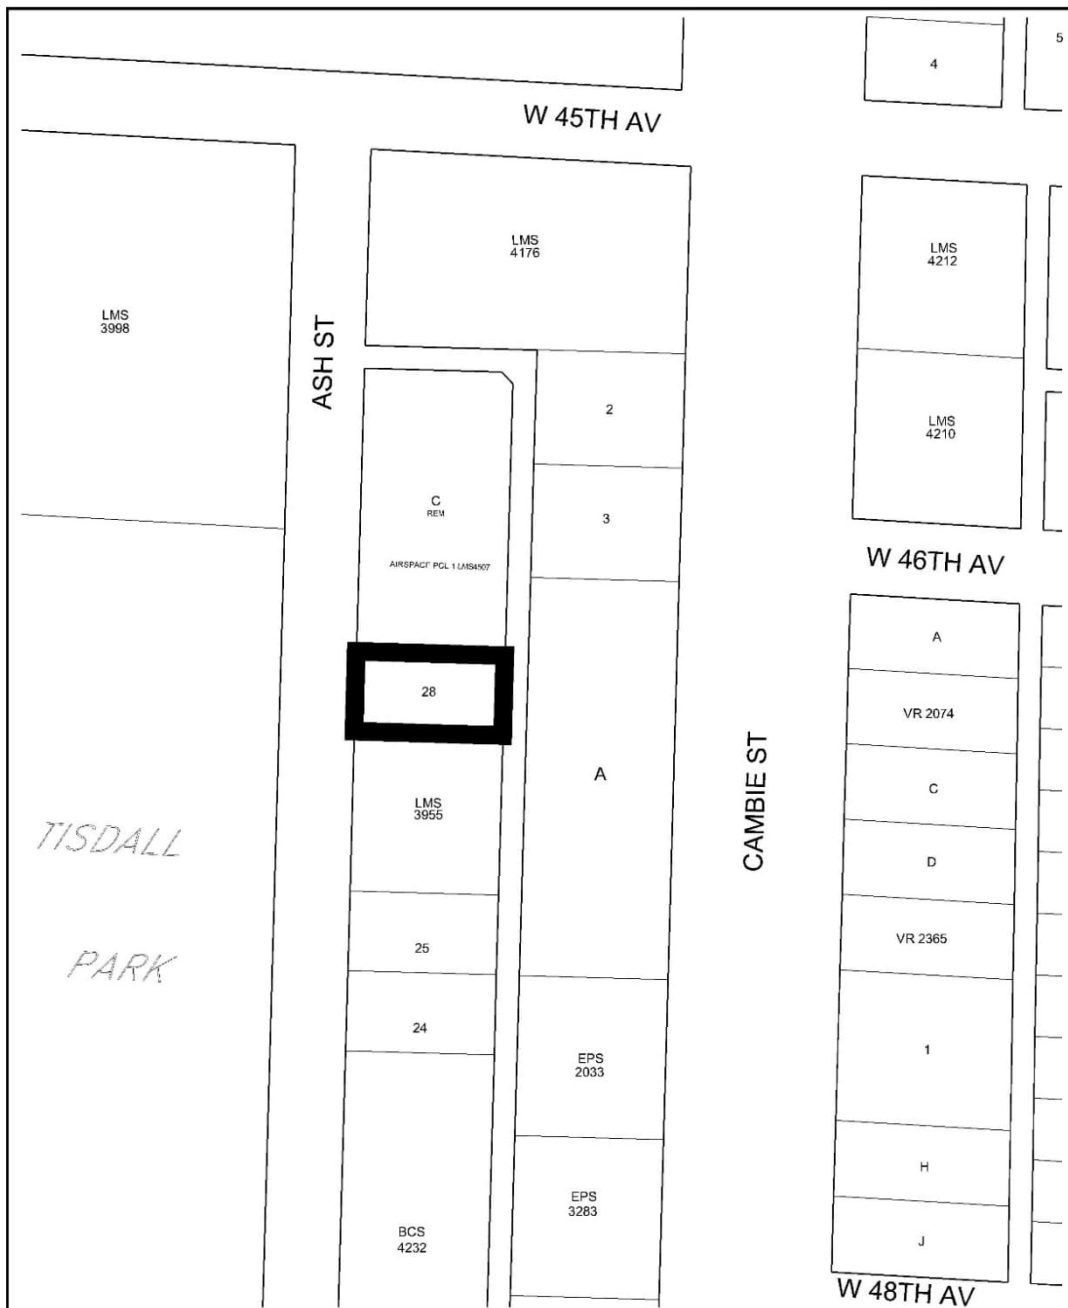 5
4
W 45TH AV
LMS
4176
LMS
4212
LMS
3998
ASH ST
2
LMS
4210
C
REM
3
AIRSPACE PCL 1 LMS4507
W 46TH AV
A
28
VR 2074
A
CAMBIE ST
C
LMS
3955
TISDALL
D
25
VR 2365
PARK
24
1
EPS
2033
H
EPS
3283
BCS
4232
J
W 48TH AV